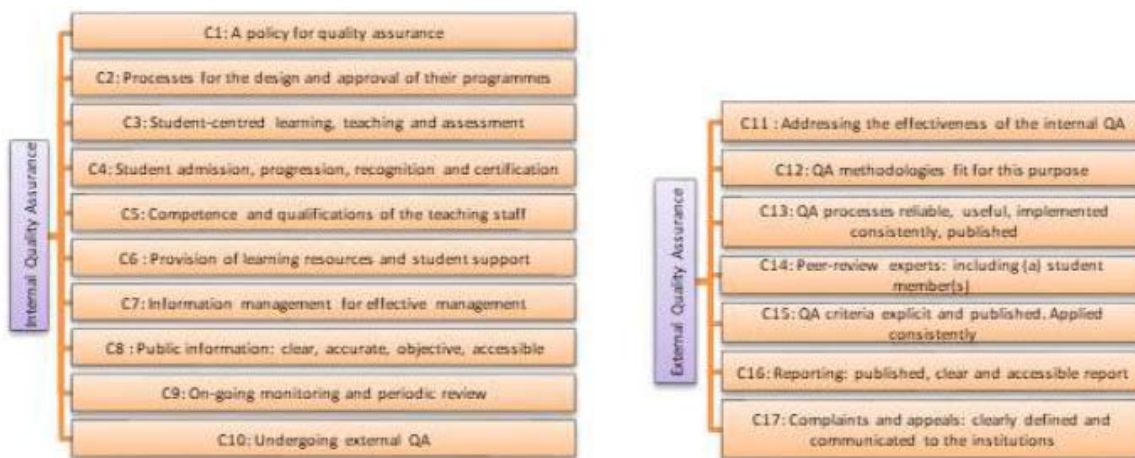 Internal Quality Assurance
C1: A policy for quality assurance
C2: Processes for the design and approval of their programmes
C3: Student-centred learning, teaching and assessment
C4: Student admission, progression, recognition and certification
C5: Competence and qualifications of the teaching staff
C6 : Provision of learning resources and student support
C7: Information management for effective management
C8 : Public information: clear, accurate, objective, accessible
C9: On-going monitoring and periodic review
C10: Undergoing external QA
External Quality Assurance
C11 : Addressing the effectiveness of the internal QA
C12: QA methodologies fit for this purpose
C13: QA processes reliable, useful, implemented
consistently, published
C14: Peer-review experts: including (a) student
member(s)
C15: QA criteria explicit and published. Applied
consistently
C16: Reporting: published, clear and accessible report
C17: Complaints and appeals: clearly defined and
communicated to the institutions